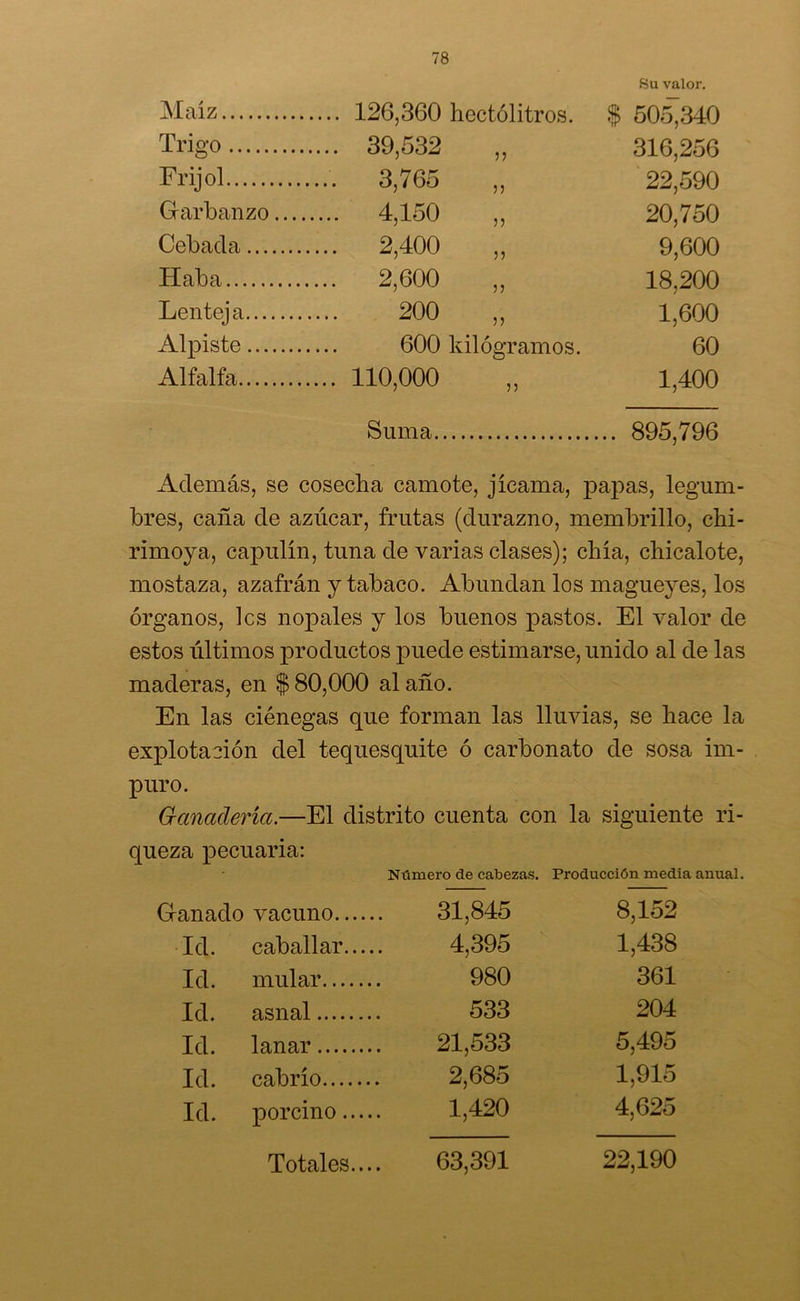 78
Su valor.
Maíz............... 126,360 hectólitros. $ 505,340
Trigo.............. 39,532 „ 316,256
Frijol.............. 3,765 „ 22,590
Garbanzo........ 4,150 „ 20,750
Cebada........... 2,400 „ 9,600
Haba.............. 2,600 „ 18,200
Lenteja............ 200 „ 1,600
Alpiste........... 600 kilógramos. 60
Alfalfa............. 110,000 „ 1,400
Suma........................ 895,796
Además, se cosecha camote, jícama, papas, legum-
bres, caña de azúcar, frutas (durazno, membrillo, chi-
rimoya, capulín, tuna de varias clases); chía, chicalote,
mostaza, azafrán y tabaco. Abundan los magueyes, los
órganos, lcs nopales y los buenos pastos. El valor de
estos últimos productos puede estimarse, unido al de las
maderas, en $ 80,000 al año.
En las ciénegas que forman las lluvias, se hace la
explotación del tequesquite ó carbonato de sosa im-
puro.
Ganadería.—El distrito cuenta con la siguiente ri-
queza pecuaria:
Número de cabezas. Producción media anual.
Ganado vacuno...... 31,845 8,152
Id. caballar..... 4,395 1,438
Id. mular........ 980 361
Id. asnal......... 533 204
Id. lanar......... 21,533 5,495
Id. cabrío....... 2,685 1,915
Id. porcino..... 1,420 4,625
Totales.... 63,391 22,190